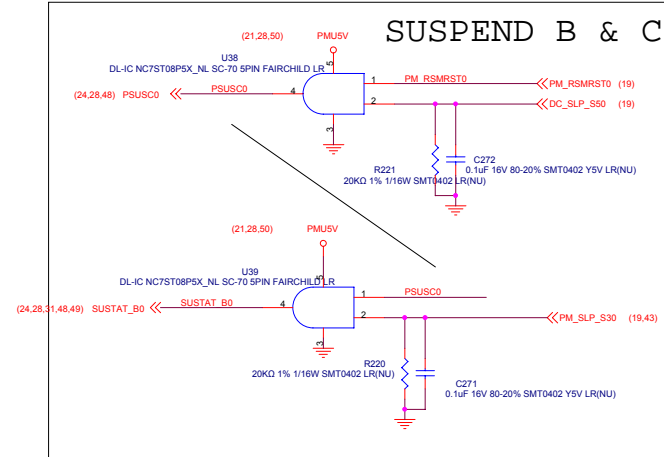 SUSPEND B & C
(21,28,50) PMU5V
U38
DL-IC NC7ST08P5X_NL SC-70 5PIN FAIRCHILD LR
5
1 PM_RSMRST0 PM_RSMRST0 (19)
(24,28,48) PSUSC0 PSUSC0 4
2 DC_SLP_S50 (19)
3
C272
0.1uF 16V 80-20% SMT0402 Y5V LR(NU)
R221
20KΩ 1% 1/16W SMT0402 LR(NU)
(21,28,50) PMU5V
U39
DL-IC NC7ST08P5X_NL SC-70 5PIN FAIRCHILD LR
5
1 PSUSC0
(24,28,31,48,49) SUSTAT_B0 SUSTAT_B0 4
2 PM_SLP_S30 (19,43)
3
R220
20KΩ 1% 1/16W SMT0402 LR(NU)
C271
0.1uF 16V 80-20% SMT0402 Y5V LR(NU)